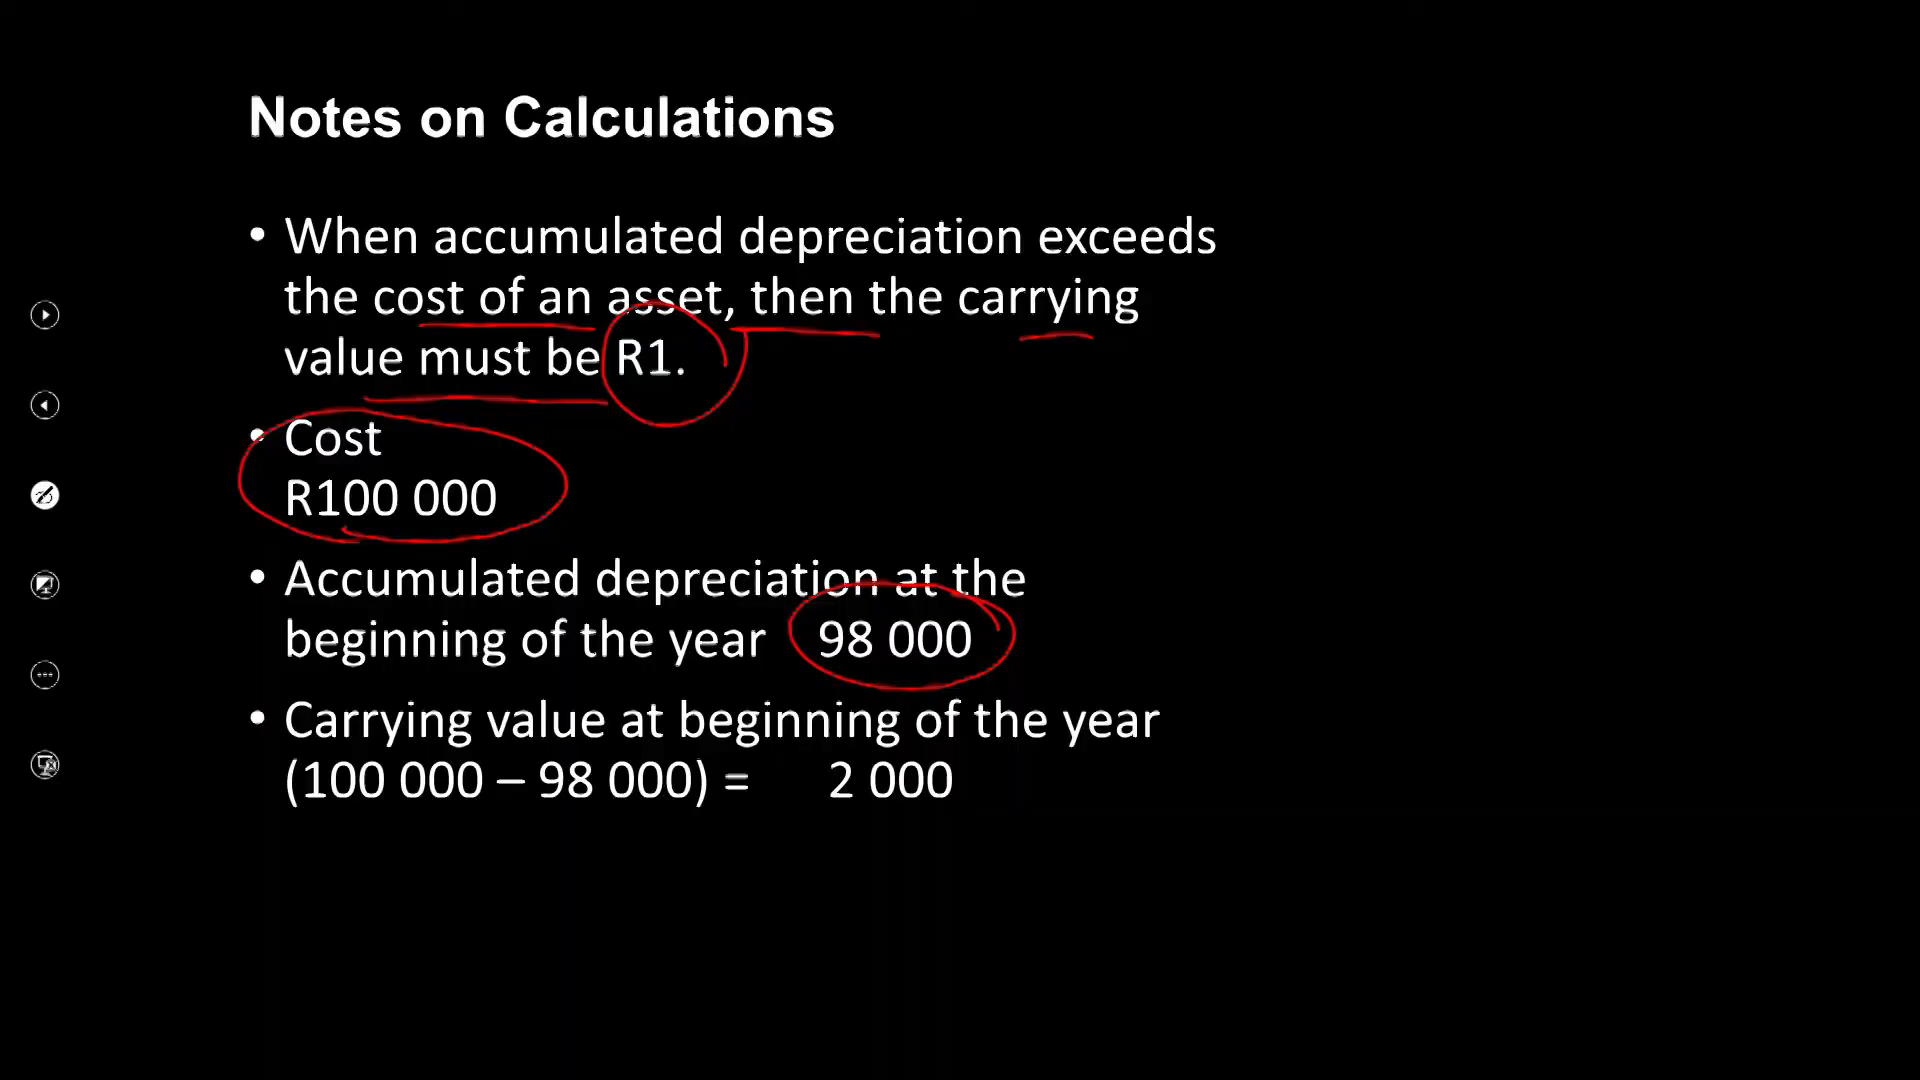 Notes on Calculations
• When accumulated depreciation exceeds
the cost of an asset, then the carrying
value must be R1.
• Cost
R100 000
• Accumulated depreciation at the
beginning of the year 98 000
• Carrying value at beginning of the year
(100 000 – 98 000) = 2 000